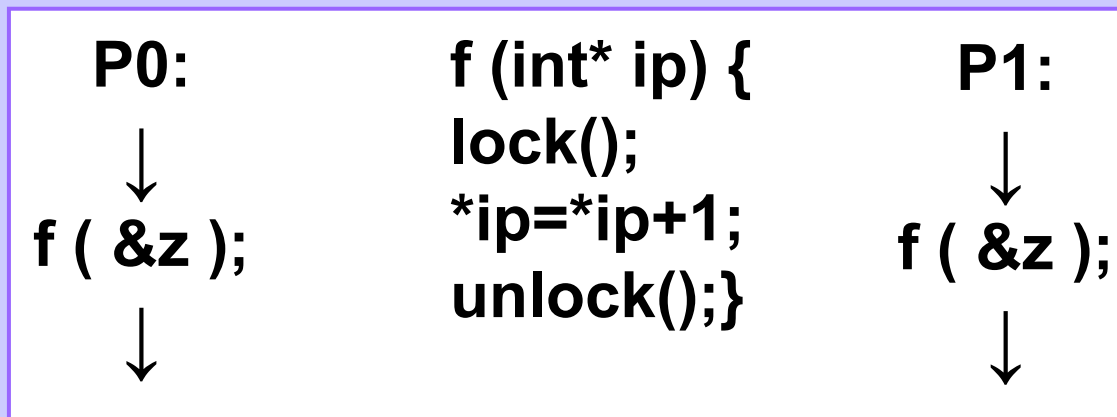 P0:
↓
f ( &z );
↓
f (int* ip) {
lock();
*ip=*ip+1;
unlock();}
P1:
↓
f ( &z );
↓